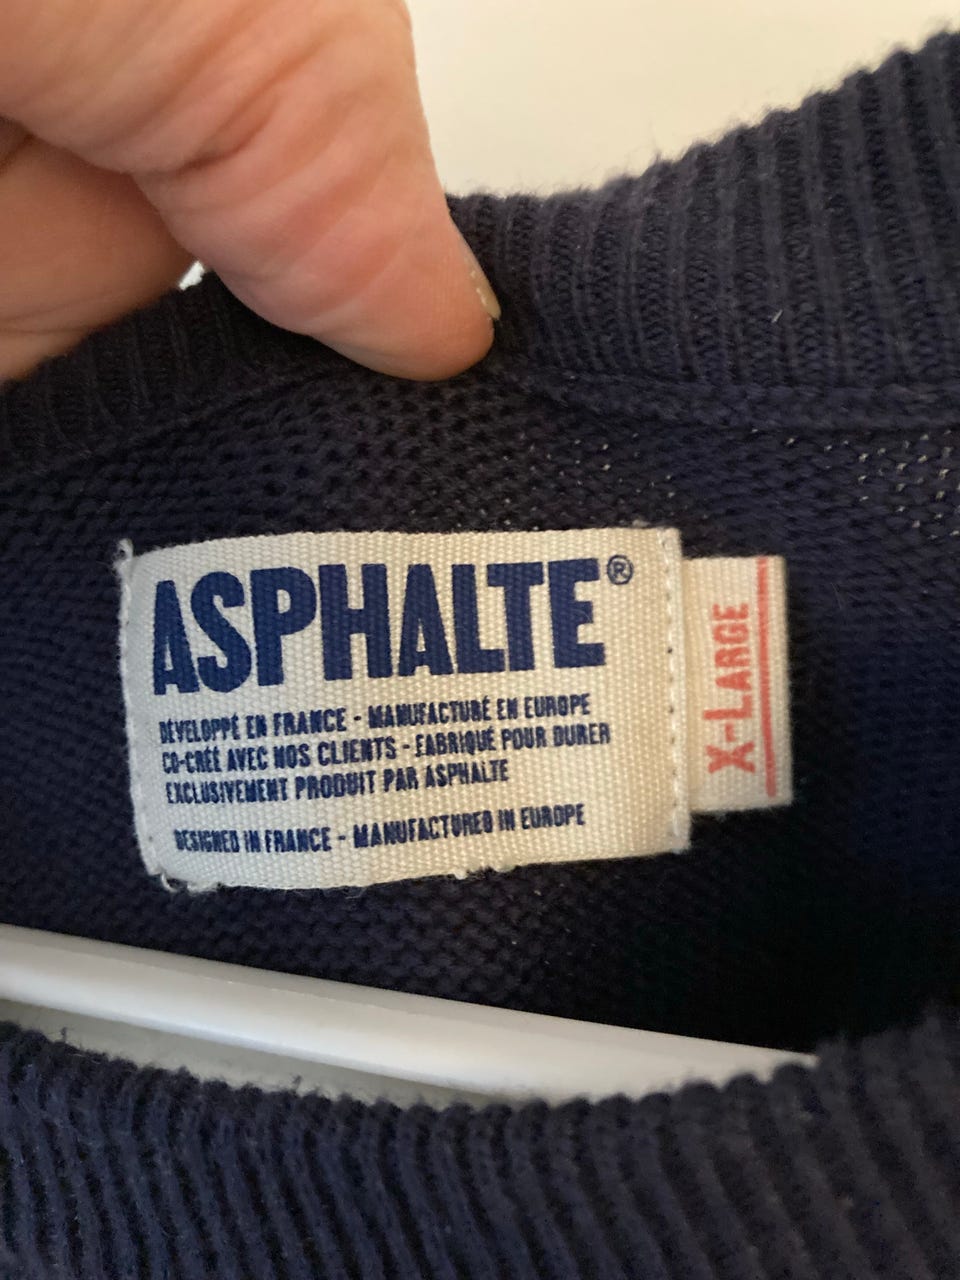 ASPHALTE®
DÉVELOPPÉ EN FRANCE - MANUFACTURÉ EN EUROPE
CO-CRÉÉ AVEC NOS CLIENTS - FABRIQUÉ POUR DURER
EXCLUSIVEMENT PRODUIT PAR ASPHALTE
DESIGNED IN FRANCE - MANUFACTURED IN EUROPE
X-LARGE